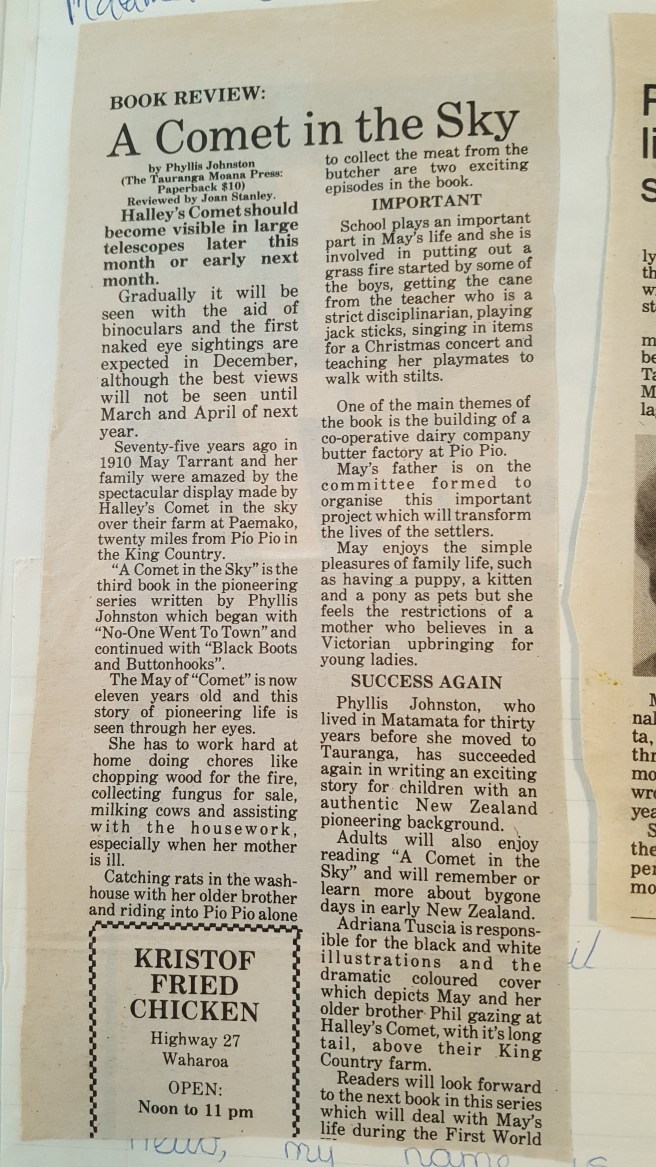 BOOK REVIEW:
A Comet in the Sky
by Phyllis Johnston
(The Tauranga Moana Press:
Paperback $10)
Reviewed by Joan Stanley.
Halley's Comet should
become visible in large
telescopes later this
month or early next
month.
Gradually it will be
seen with the aid of
binoculars and the first
naked eye sightings are
expected in December,
although the best views
will not be seen until
March and April of next
year.
Seventy-five years ago in
1910 May Tarrant and her
family were amazed by the
spectacular display made by
Halley's Comet in the sky
over their farm at Paemako,
twenty miles from Pio Pio in
the King Country.
"A Comet in the Sky" is the
third book in the pioneering
series written by Phyllis
Johnston which began with
"No-One Went To Town" and
continued with "Black Boots
and Buttonhooks".
The May of "Comet" is now
eleven years old and this
story of pioneering life is
seen through her eyes.
She has to work hard at
home doing chores like
chopping wood for the fire,
collecting fungus for sale,
milking cows and assisting
with the housework,
especially when her mother
is ill.
Catching rats in the wash-
house with her older brother
and riding into Pio Pio alone
to collect the meat from the
butcher are two exciting
episodes in the book.
IMPORTANT
School plays an important
part in May's life and she is
involved in putting out a
grass fire started by some of
the boys, getting the cane
from the teacher who is a
strict disciplinarian, playing
jack sticks, singing in items
for a Christmas concert and
teaching her playmates to
walk with stilts.
One of the main themes of
the book is the building of a
co-operative dairy company
butter factory at Pio Pio.
May's father is on the
committee formed to
organise this important
project which will transform
the lives of the settlers.
May enjoys the simple
pleasures of family life, such
as having a puppy, a kitten
and a pony as pets but she
feels the restrictions of a
mother who believes in a
Victorian upbringing for
young ladies.
SUCCESS AGAIN
Phyllis Johnston, who
lived in Matamata for thirty
years before she moved to
Tauranga, has succeeded
again in writing an exciting
story for children with an
authentic New Zealand
pioneering background.
Adults will also enjoy
reading "A Comet in the
Sky" and will remember or
learn more about bygone
days in early New Zealand.
Adriana Tuscia is respons-
ible for the black and white
illustrations and the
dramatic coloured cover
which depicts May and her
older brother Phil gazing at
Halley's Comet, with it's long
tail, above their King
Country farm.
Readers will look forward
to the next book in this series
which will deal with May's
life during the First World
KRISTOF
FRIED
CHICKEN
Highway 27
Waharoa
OPEN:
Noon to 11 pm
my name is